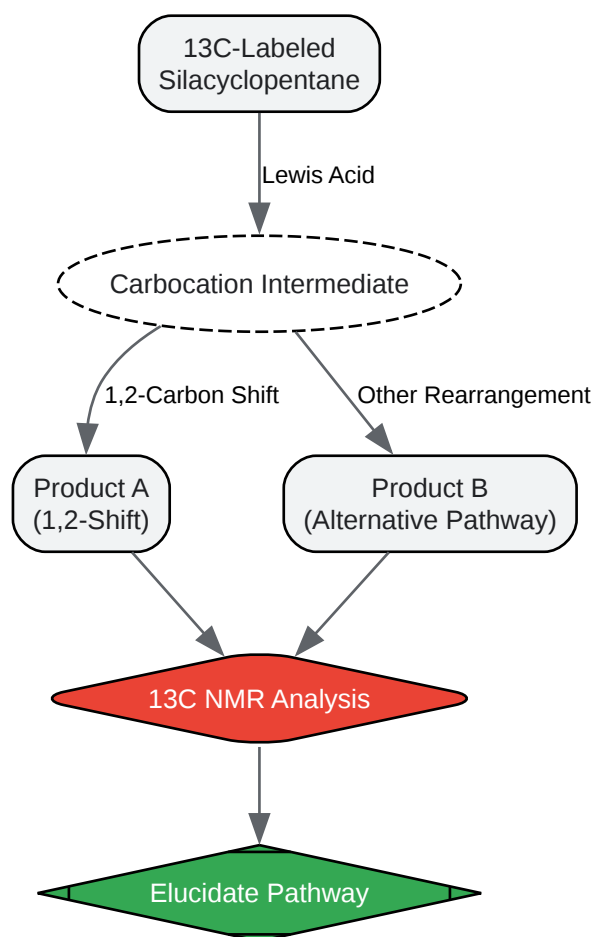 13C-Labeled
Silacyclopentane
Lewis Acid
Carbocation Intermediate
1,2-Carbon Shift
Other Rearrangement
Product A
(1,2-Shift)
Product B
(Alternative Pathway)
13C NMR Analysis
Elucidate Pathway